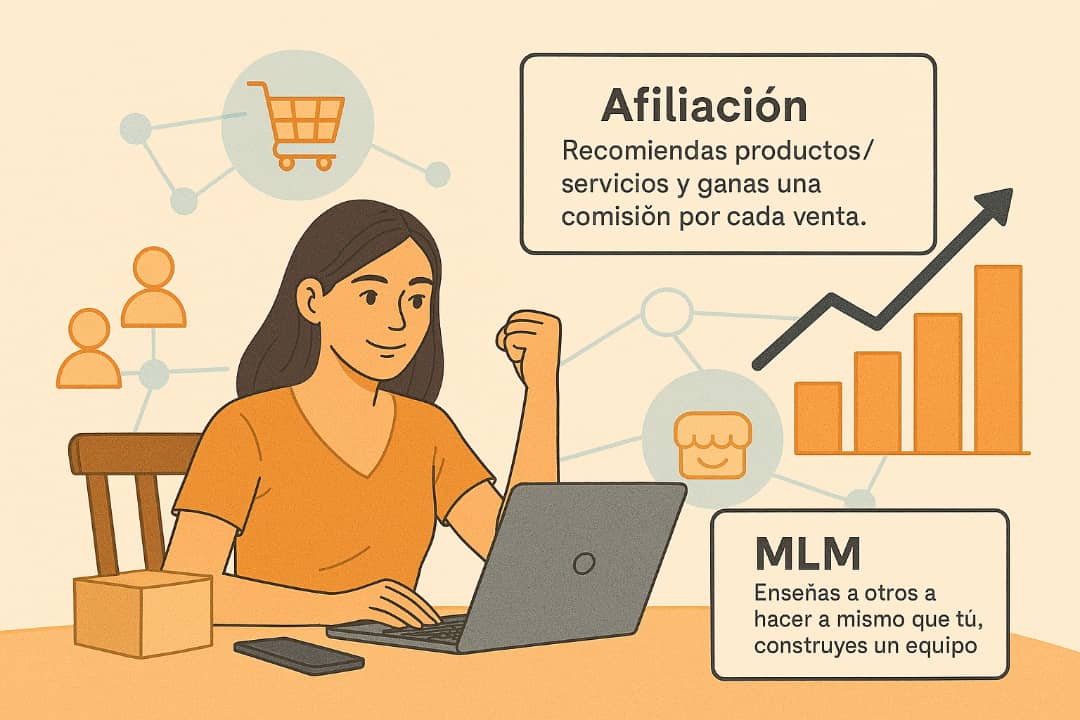 Afiliación
Recomiendas productos/
servicios y ganas una
comisiŏn por cada venta.
MLM
Enseñas a otros a
hacer a mismo que tú,
construyes un equipo